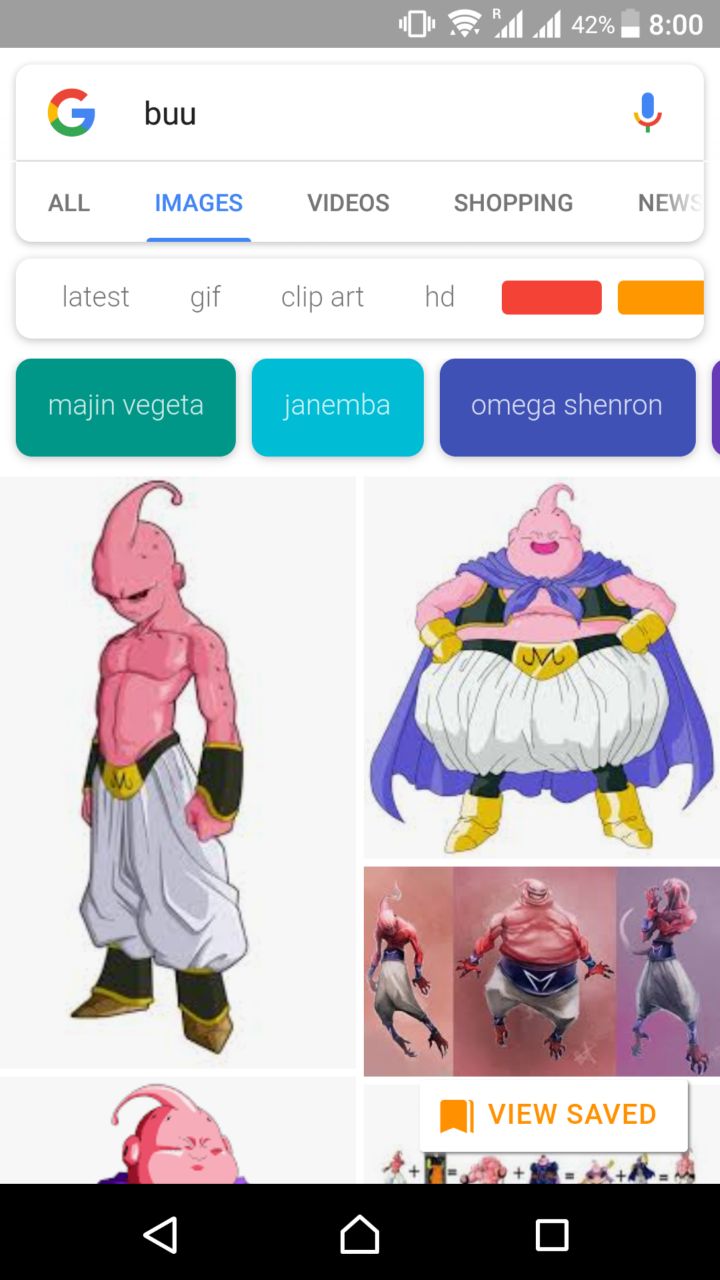 R 42% 8:00
G buu
ALL IMAGES VIDEOS SHOPPING NEWS
latest gif clip art hd
majin vegeta janemba omega shenron
M
M
+ = + = + =
VIEW SAVED